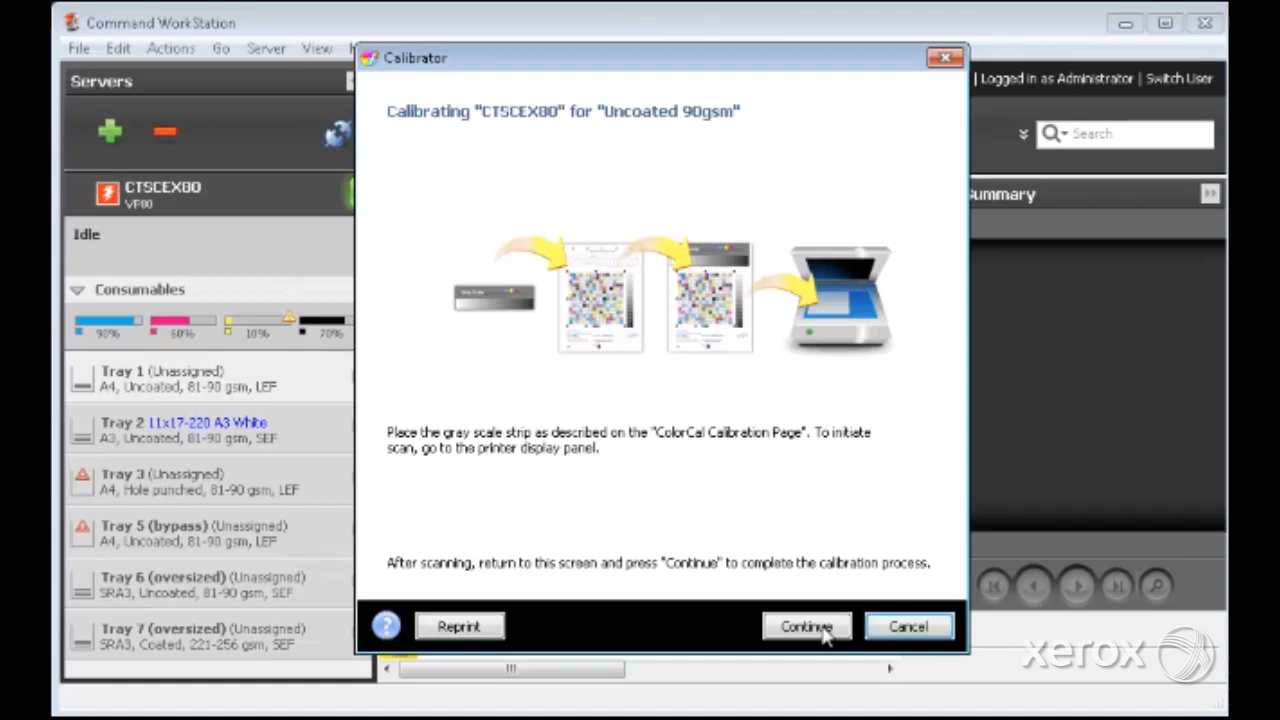 Command WorkStation
File Edit Actions Go Server View
Calibrator
Servers
Logged in as Administrator | Switch User
Calibrating "CTSCEX80" for "Uncoated 90gsm"
Search
CTSCEX80
VP80
Summary
Idle
Consumables
90% 60% 10% 70%
Tray 1 (Unassigned)
A4, Uncoated, 81-90 gsm, LEF
Tray 2 11x17-220 A3 White
A3, Uncoated, 81-90 gsm, SEF
Place the gray scale strip as described on the "ColorCal Calibration Page". To initiate
scan, go to the printer display panel.
Tray 3 (Unassigned)
A4, Hole punched, 81-90 gsm, LEF
Tray 5 (bypass) (Unassigned)
A4, Uncoated, 81-90 gsm, LEF
After scanning, return to this screen and press "Continue" to complete the calibration process.
Tray 6 (oversized) (Unassigned)
SRA3, Uncoated, 81-90 gsm, SEF
Tray 7 (oversized) (Unassigned)
SRA3, Coated, 221-256 gsm, SEF
Reprint Continue Cancel
xerox